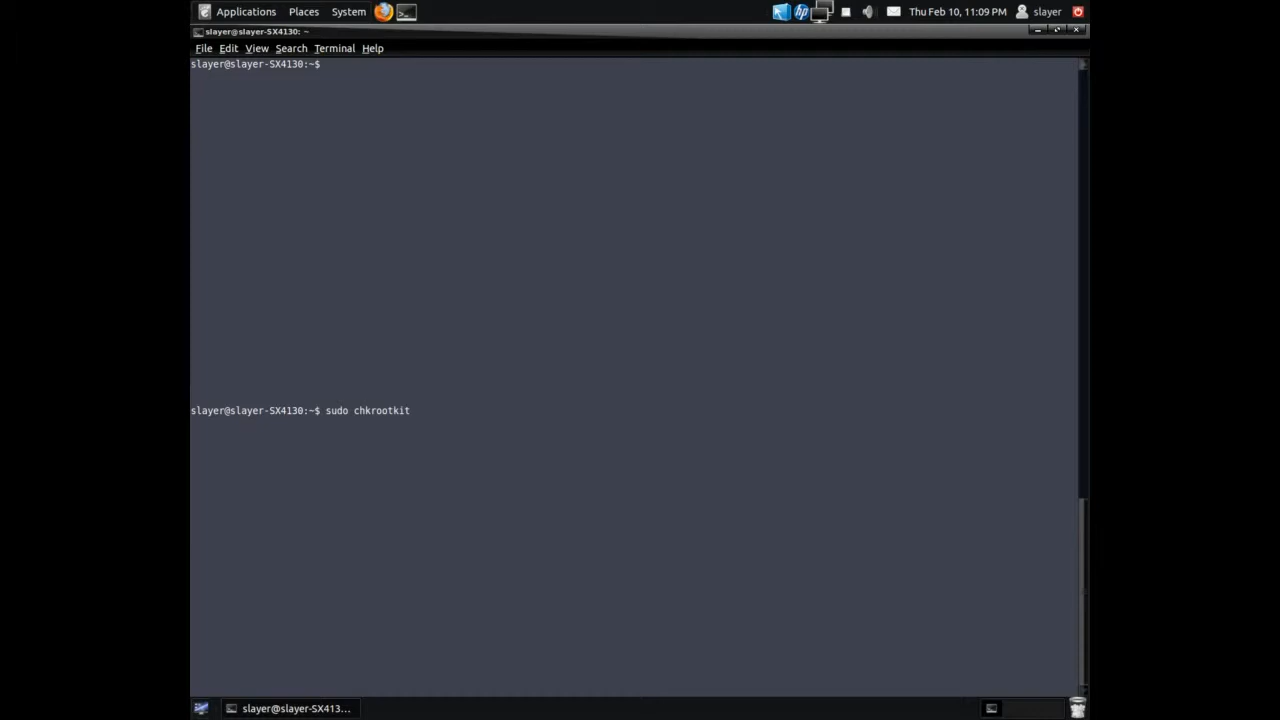 Applications Places System
hp
Thu Feb 10, 11:09 PM slayer
slayer@slayer-SX4130: ~
File Edit View Search Terminal Help
slayer@slayer-SX4130:~$
slayer@slayer-SX4130:~$ sudo chkrootkit
slayer@slayer-SX413...